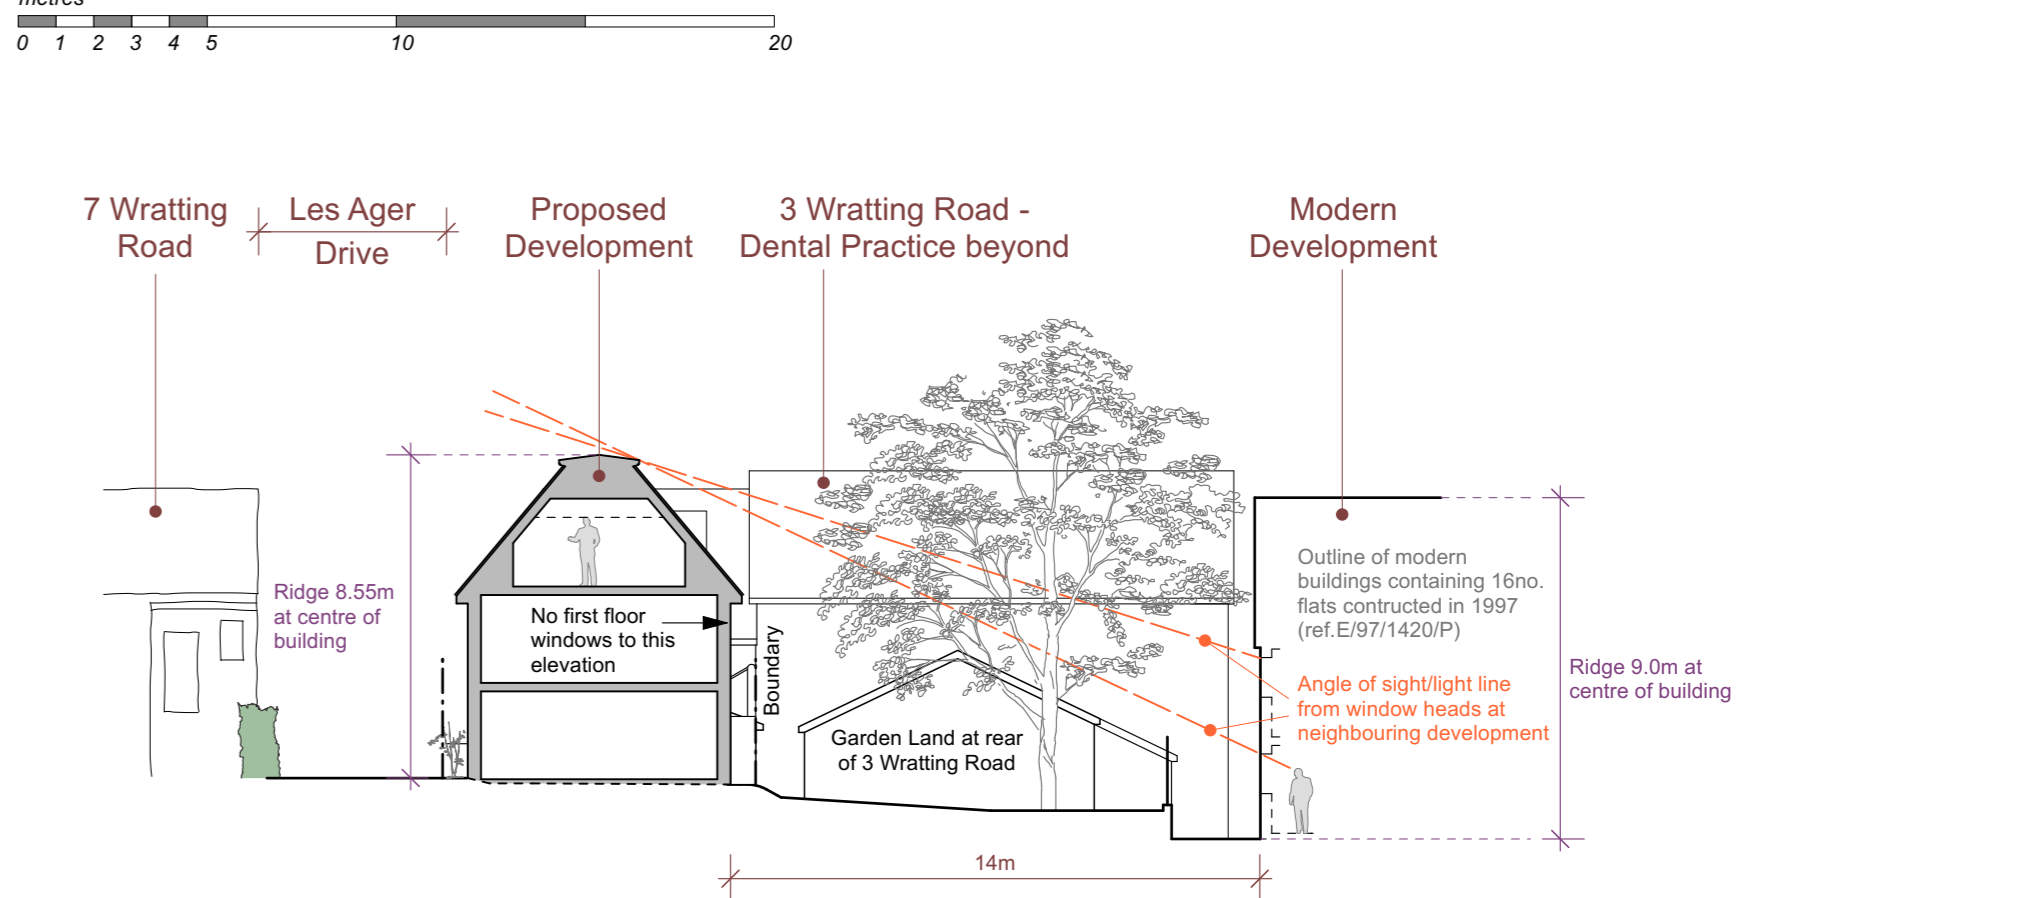 metres
0 1 2 3 4 5 10 20
7 Wratting
Road
Les Ager
Drive
Proposed
Development
3 Wratting Road -
Dental Practice beyond
Modern
Development
Ridge 8.55m
at centre of
building
No first floor
windows to this
elevation
Boundary
Garden Land at rear
of 3 Wratting Road
Outline of modern
buildings containing 16no.
flats contructed in 1997
(ref.E/97/1420/P)
Angle of sight/light line
from window heads at
neighbouring development
Ridge 9.0m at
centre of building
14m